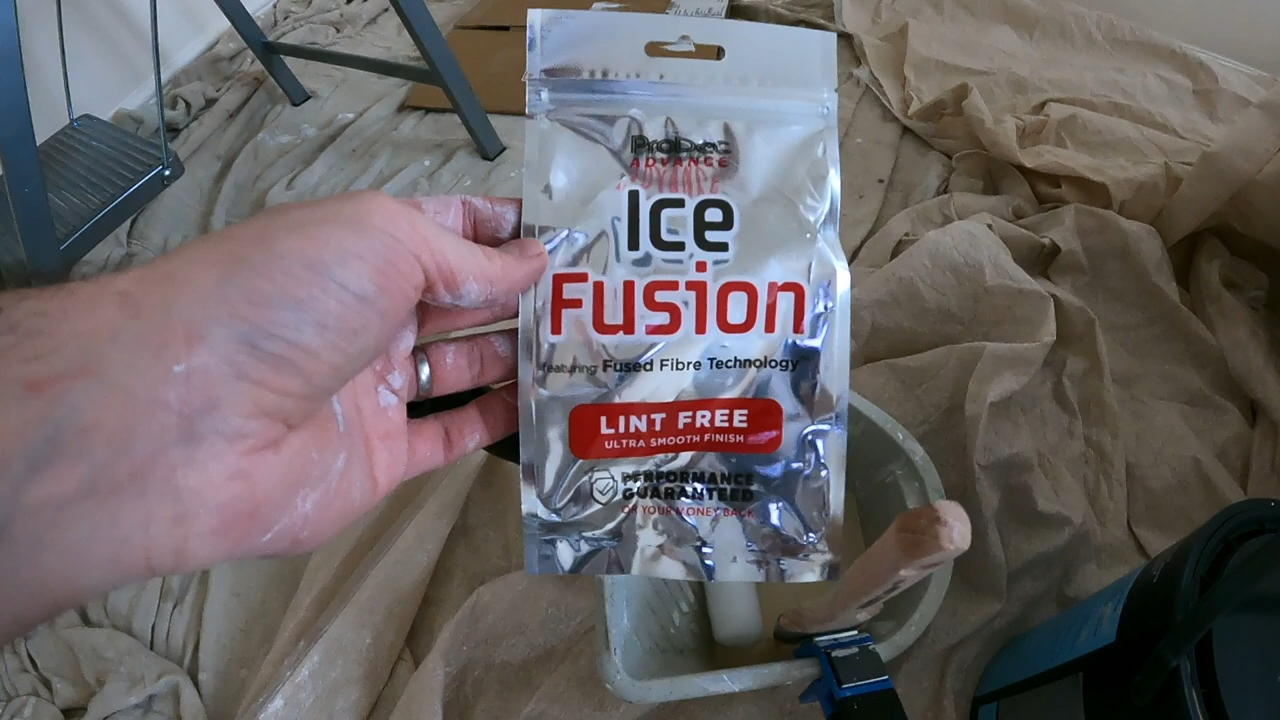 ProDec
ADVANCE
Ice
Fusion
featuring Fused Fibre Technology
LINT FREE
ULTRA SMOOTH FINISH
PERFORMANCE
GUARANTEED
OR YOUR MONEY BACK